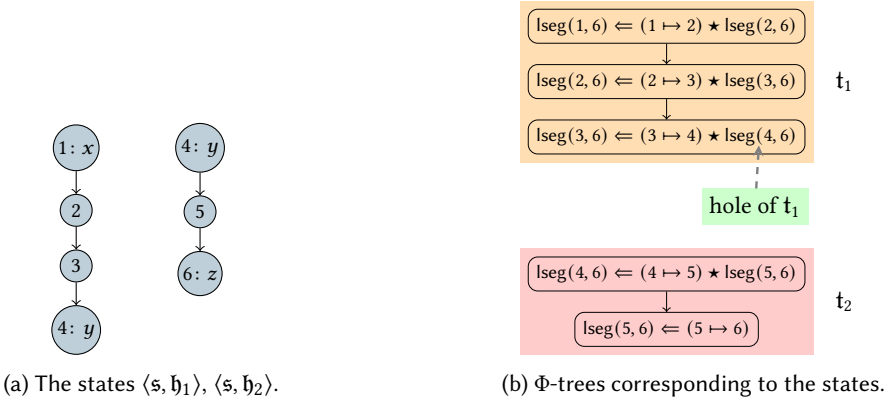 1: x
2
3
4: y
4: y
5
6: z
(a) The states ⟨𝔰, 𝔥₁⟩, ⟨𝔰, 𝔥₂⟩.
lseg(1, 6) ⇐ (1 ↦ 2) ★ lseg(2, 6)
lseg(2, 6) ⇐ (2 ↦ 3) ★ lseg(3, 6)
lseg(3, 6) ⇐ (3 ↦ 4) ★ lseg(4, 6)
𝔱₁
hole of 𝔱₁
lseg(4, 6) ⇐ (4 ↦ 5) ★ lseg(5, 6)
lseg(5, 6) ⇐ (5 ↦ 6)
𝔱₂
(b) Φ-trees corresponding to the states.